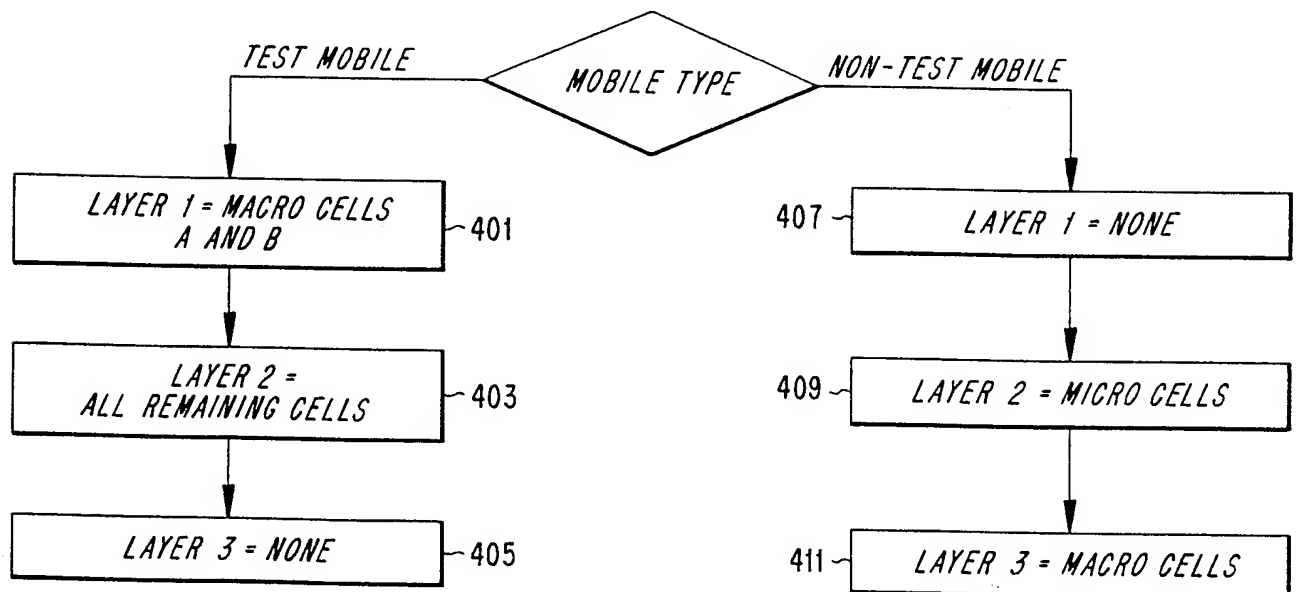 MOBILE TYPE
TEST MOBILE
NON-TEST MOBILE
LAYER 1 = MACRO CELLS
A AND B
401
LAYER 2 =
ALL REMAINING CELLS
403
LAYER 3 = NONE
405
407
LAYER 1 = NONE
409
LAYER 2 = MICRO CELLS
411
LAYER 3 = MACRO CELLS